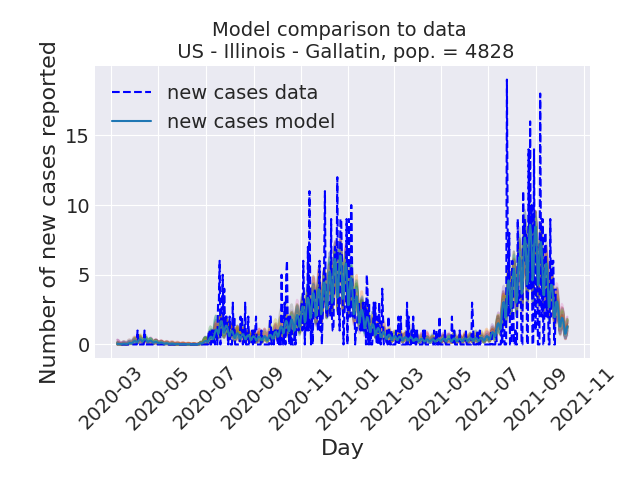 Model comparison to data
US - Illinois - Gallatin, pop. = 4828
new cases data
new cases model
Number of new cases reported
15
10
5
0
2020-03
2020-05
2020-07
2020-09
2020-11
2021-01
2021-03
2021-05
2021-07
2021-09
2021-11
Day